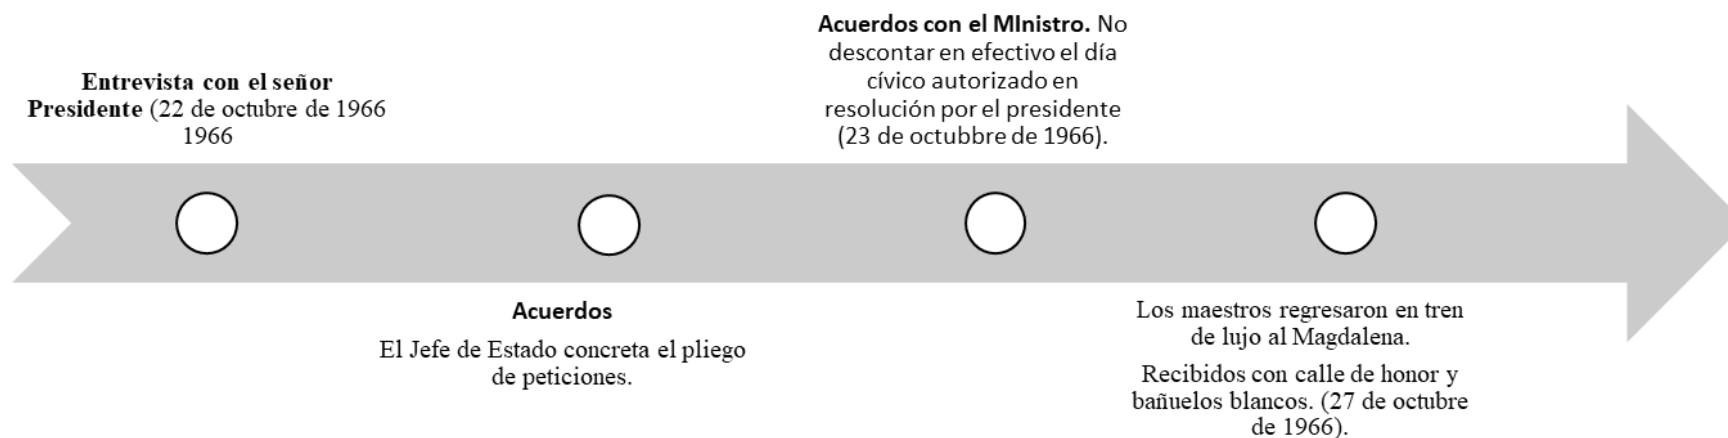 Entrevista con el señor
Presidente (22 de octubre de 1966
1966
Acuerdos
El Jefe de Estado concreta el pliego
de peticiones.
Acuerdos con el MInistro. No
descontar en efectivo el día
cívico autorizado en
resolución por el presidente
(23 de octubbre de 1966).
Los maestros regresaron en tren
de lujo al Magdalena.
Recibidos con calle de honor y
bañuelos blancos. (27 de octubre
de 1966).